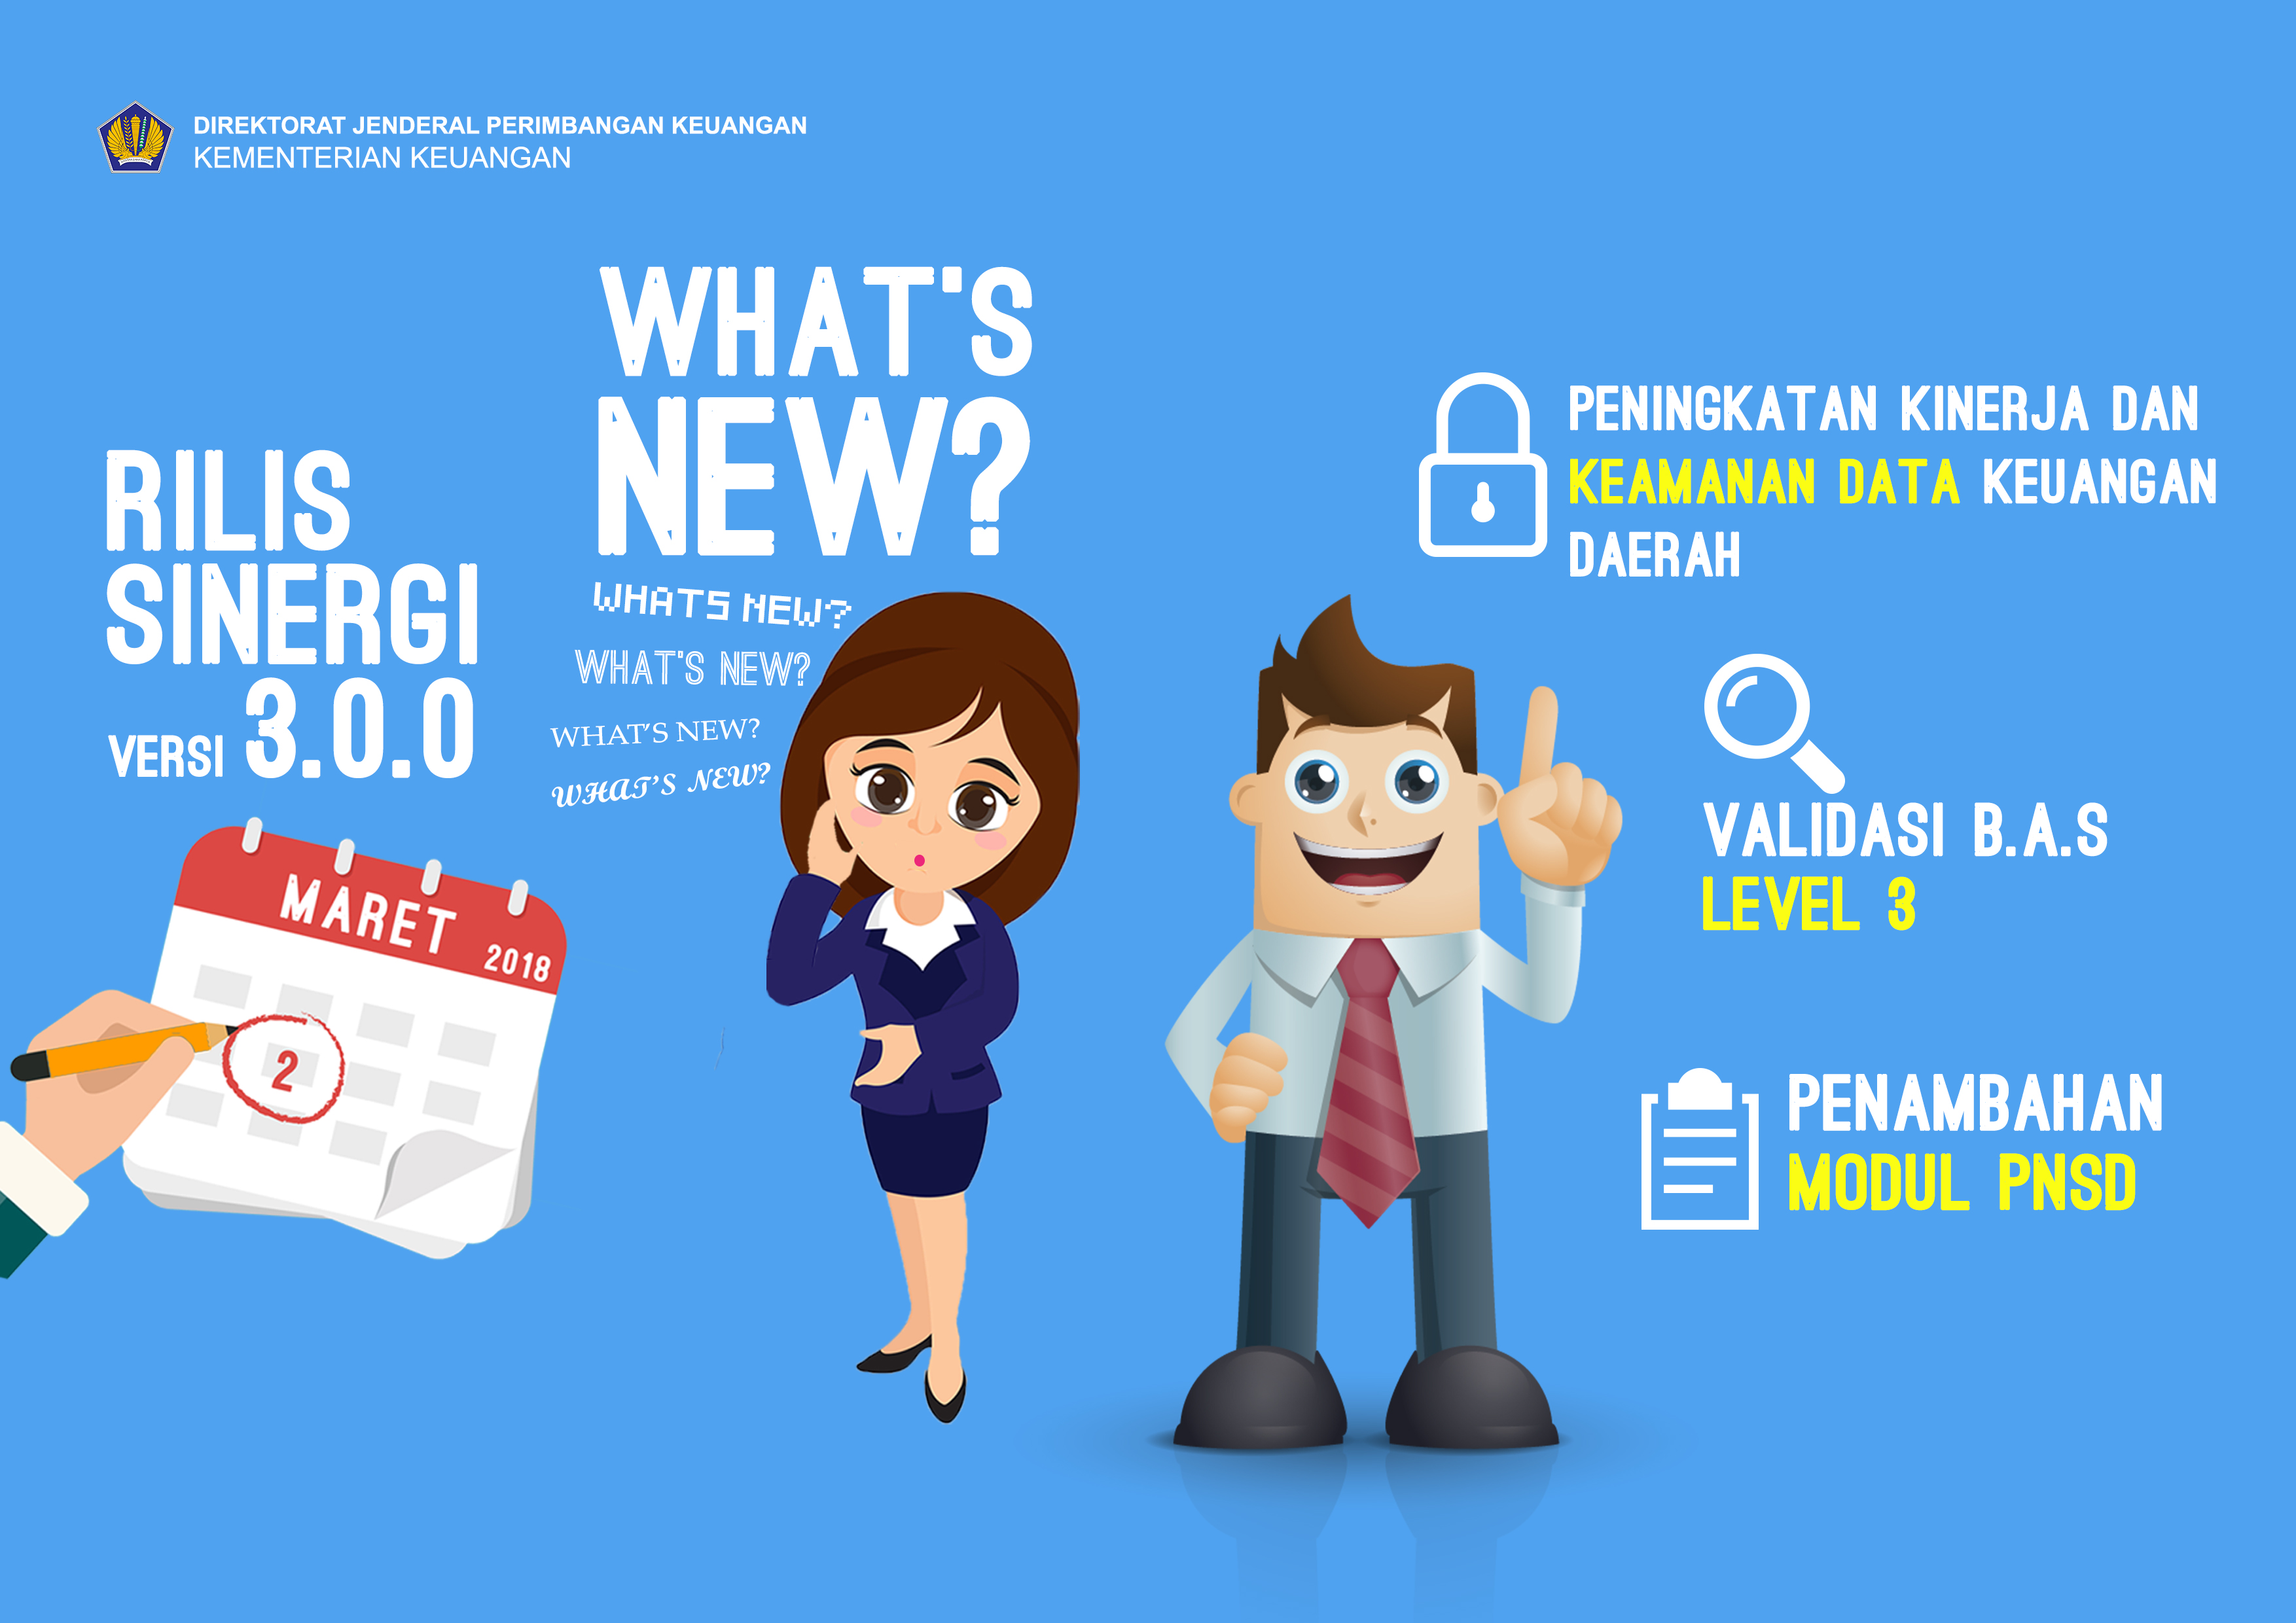 DIREKTORAT JENDERAL PERIMBANGAN KEUANGAN
KEMENTERIAN KEUANGAN
RILIS
SINERGI
VERSI 3.0.0
MARET
2018
2
WHAT'S
NEW?
WHATS NEW?
WHAT'S NEW?
WHAT'S NEW?
WHAT'S NEW?
PENINGKATAN KINERJA DAN
KEAMANAN DATA KEUANGAN
DAERAH
VALIDASI B.A.S
LEVEL 3
PENAMBAHAN
MODUL PNSD